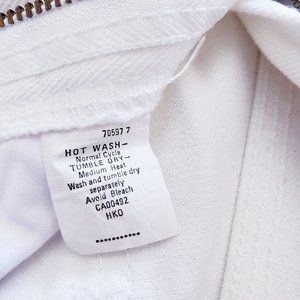 70597 7
HOT WASH—
Normal Cycle
TUMBLE DRY—
Medium Heat
Wash and tumble dry
separately
Avoid Bleach
CA00492
HKO
***********